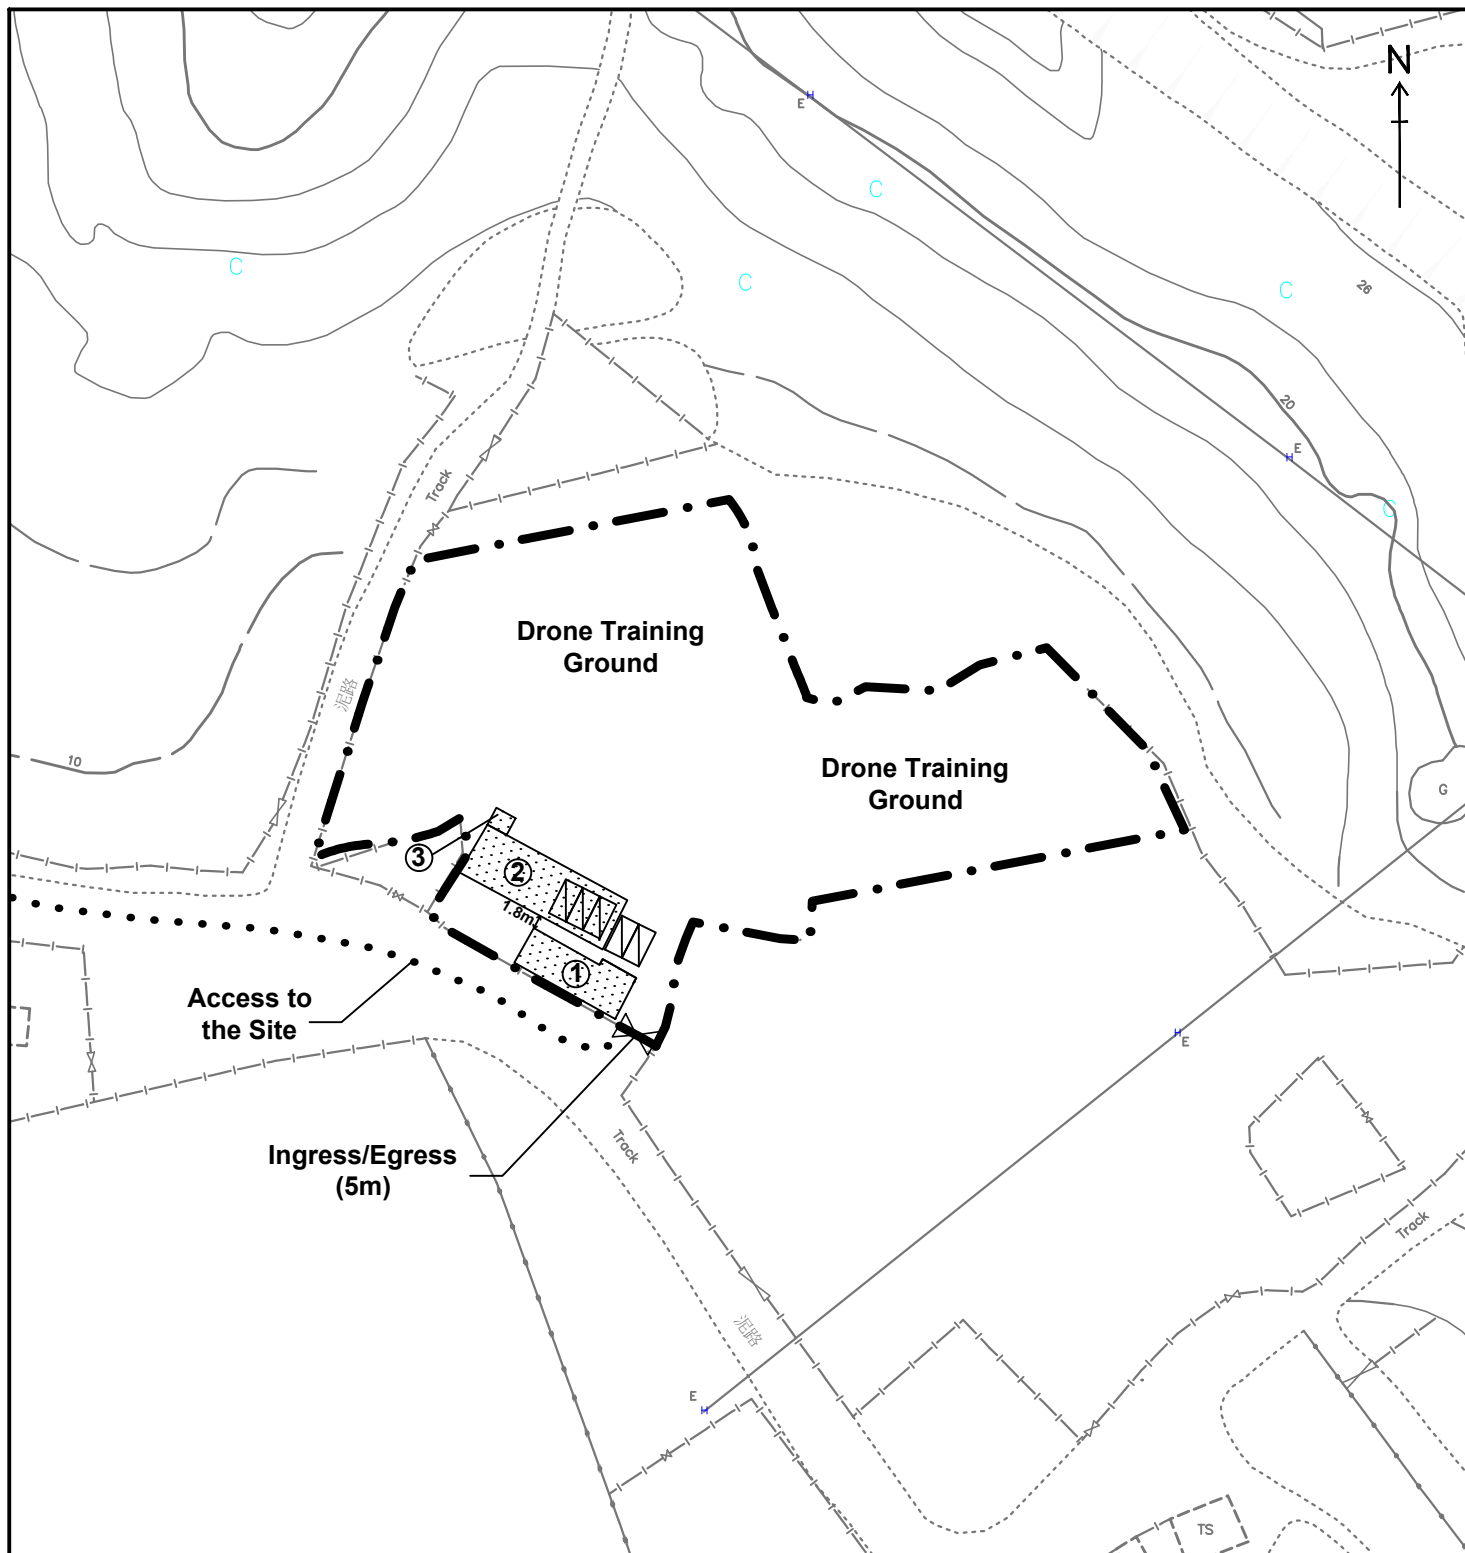 N
E
C
C
C
C
26
20
E
C
Track
Drone Training
Ground
泥路
10
Drone Training
Ground
G
3
2
1.8m
1
Access to
the Site
E
Ingress/Egress
(5m)
Track
Track
泥路
E
TS